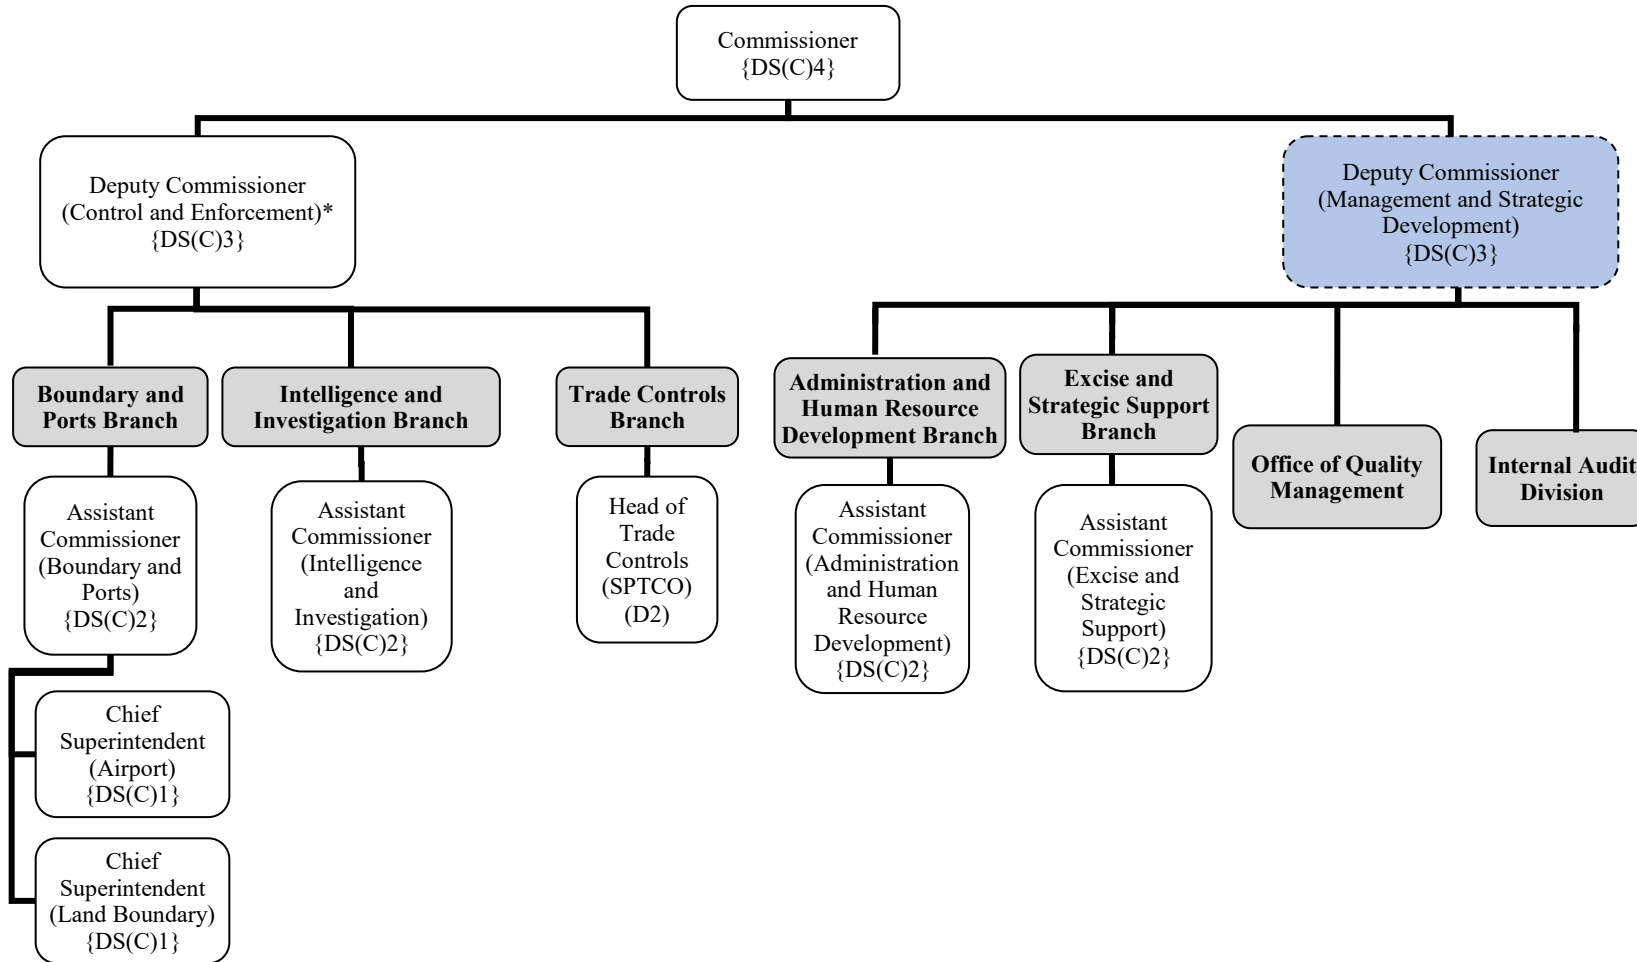 Commissioner
{DS(C)4}
Deputy Commissioner
(Control and Enforcement)*
{DS(C)3}
Deputy Commissioner
(Management and Strategic
Development)
{DS(C)3}
Boundary and
Ports Branch
Intelligence and
Investigation Branch
Trade Controls
Branch
Administration and
Human Resource
Development Branch
Excise and
Strategic Support
Branch
Office of Quality
Management
Internal Audit
Division
Assistant
Commissioner
(Boundary and
Ports)
{DS(C)2}
Assistant
Commissioner
(Intelligence
and
Investigation)
{DS(C)2}
Head of
Trade
Controls
(SPTCO)
(D2)
Assistant
Commissioner
(Administration
and Human
Resource
Development)
{DS(C)2}
Assistant
Commissioner
(Excise and
Strategic
Support)
{DS(C)2}
Chief
Superintendent
(Airport)
{DS(C)1}
Chief
Superintendent
(Land Boundary)
{DS(C)1}